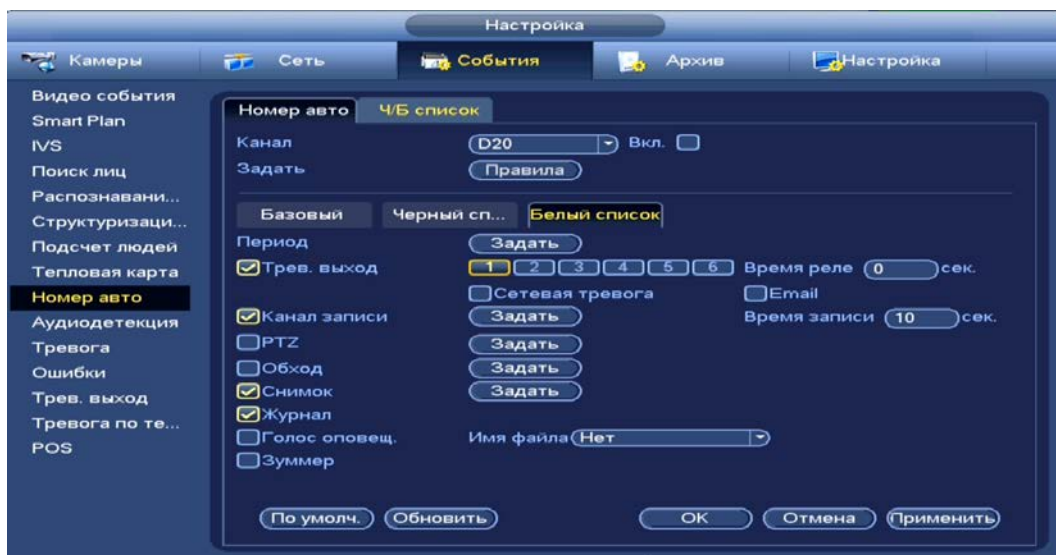 Настройка
Камеры Сеть События Архив Настройка
Видео события
Smart Plan
IVS
Поиск лиц
Распознавани...
Структуризаци...
Подсчет людей
Тепловая карта
Номер авто
Аудиодетекция
Тревога
Ошибки
Трев. выход
Тревога по те...
POS
Номер авто Ч/Б список
Канал D20 Вкл.
Задать Правила
Базовый Черный сп... Белый список
Период Задать
Трев. выход 1 2 3 4 5 6 Время реле 0 сек.
Сетевая тревога Email
Канал записи Задать Время записи 10 сек.
PTZ Задать
Обход Задать
Снимок Задать
Журнал
Голос оповещ. Имя файла Нет
Зуммер
По умолч. Обновить OK Отмена Применить